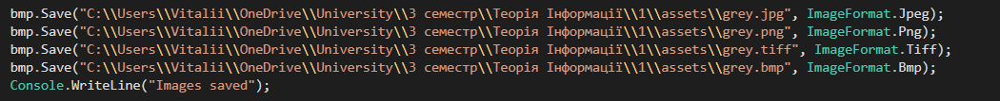 bmp.Save("C:\\Users\\Vitalii\\OneDrive\\University\\3 семестр\\Теорія Інформації\\1\\assets\\grey.jpg", ImageFormat.Jpeg);
bmp.Save("C:\\Users\\Vitalii\\OneDrive\\University\\3 семестр\\Теорія Інформації\\1\\assets\\grey.png", ImageFormat.Png);
bmp.Save("C:\\Users\\Vitalii\\OneDrive\\University\\3 семестр\\Теорія Інформації\\1\\assets\\grey.tiff", ImageFormat.Tiff);
bmp.Save("C:\\Users\\Vitalii\\OneDrive\\University\\3 семестр\\Теорія Інформації\\1\\assets\\grey.bmp", ImageFormat.Bmp);
Console.WriteLine("Images saved");